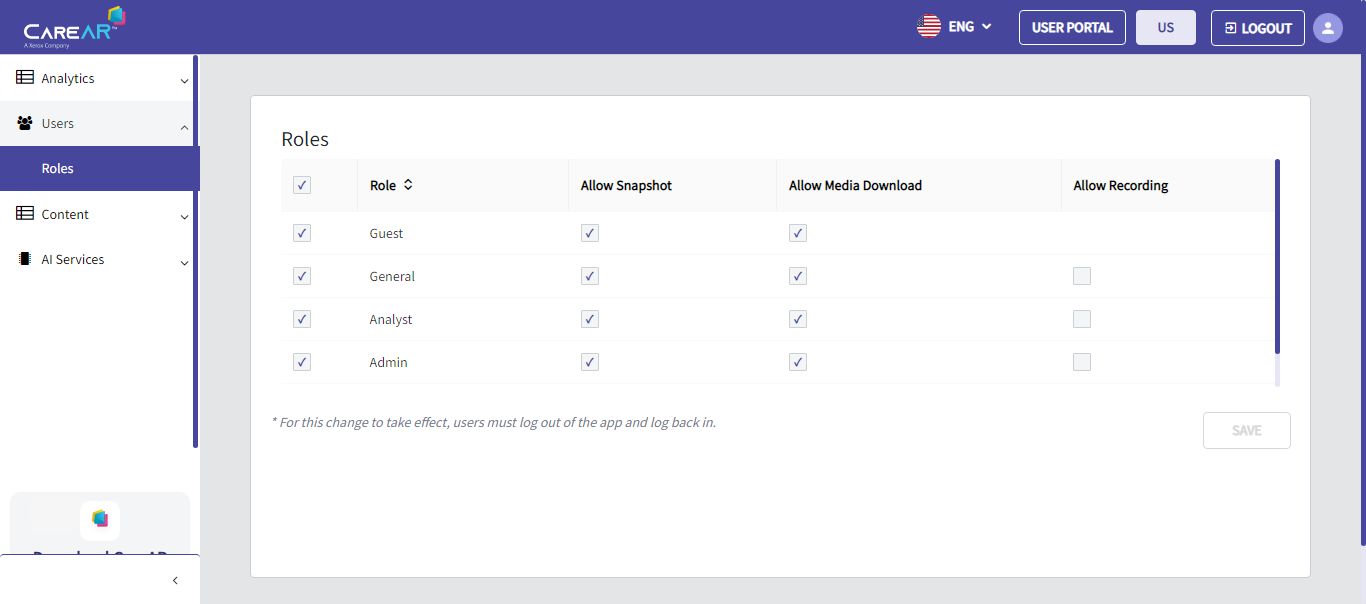 CAREAR™
A Xerox Company
ENG
USER PORTAL
US
LOGOUT
Analytics
Users
Roles
Content
AI Services
Roles
Role Allow Snapshot Allow Media Download Allow Recording
Guest
General
Analyst
Admin
* For this change to take effect, users must log out of the app and log back in.
SAVE
Download CareAR